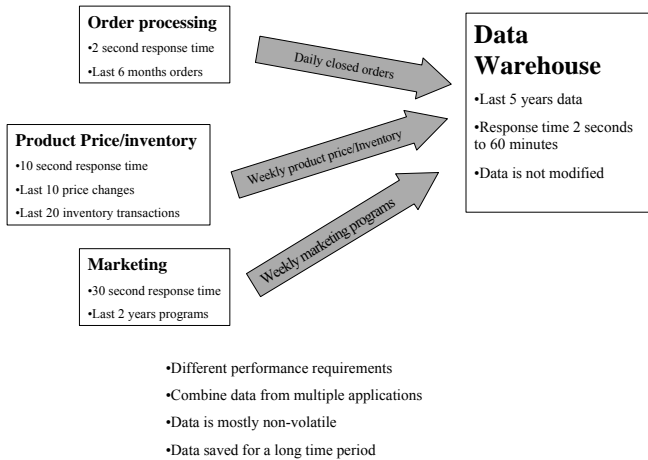 Order processing
•2 second response time
•Last 6 months orders
Daily closed orders
Data
Warehouse
•Last 5 years data
•Response time 2 seconds
to 60 minutes
•Data is not modified
Product Price/inventory
•10 second response time
•Last 10 price changes
•Last 20 inventory transactions
Weekly product price/Inventory
Marketing
•30 second response time
•Last 2 years programs
Weekly marketing programs
•Different performance requirements
•Combine data from multiple applications
•Data is mostly non-volatile
•Data saved for a long time period